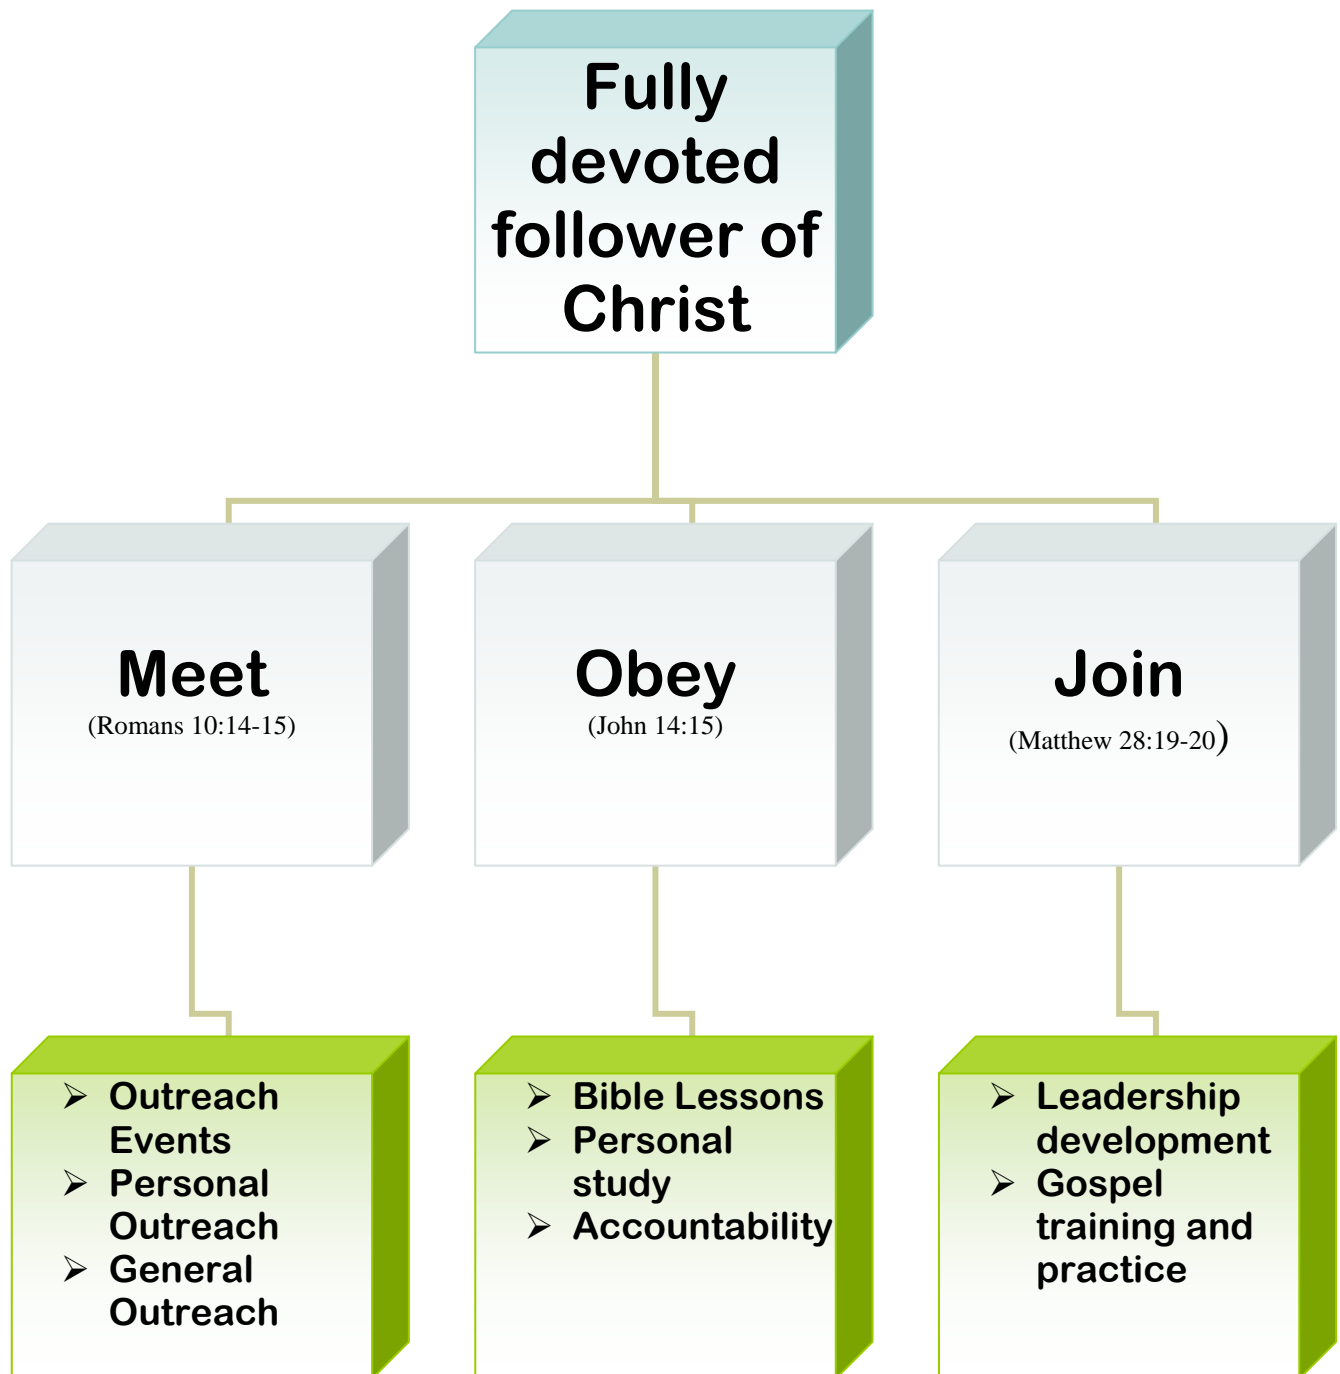 Fully
devoted
follower of
Christ
Meet
(Romans 10:14-15)
Obey
(John 14:15)
Join
(Matthew 28:19-20)
➢ Outreach
Events
➢ Personal
Outreach
➢ General
Outreach
➢ Bible Lessons
➢ Personal
study
➢ Accountability
➢ Leadership
development
➢ Gospel
training and
practice